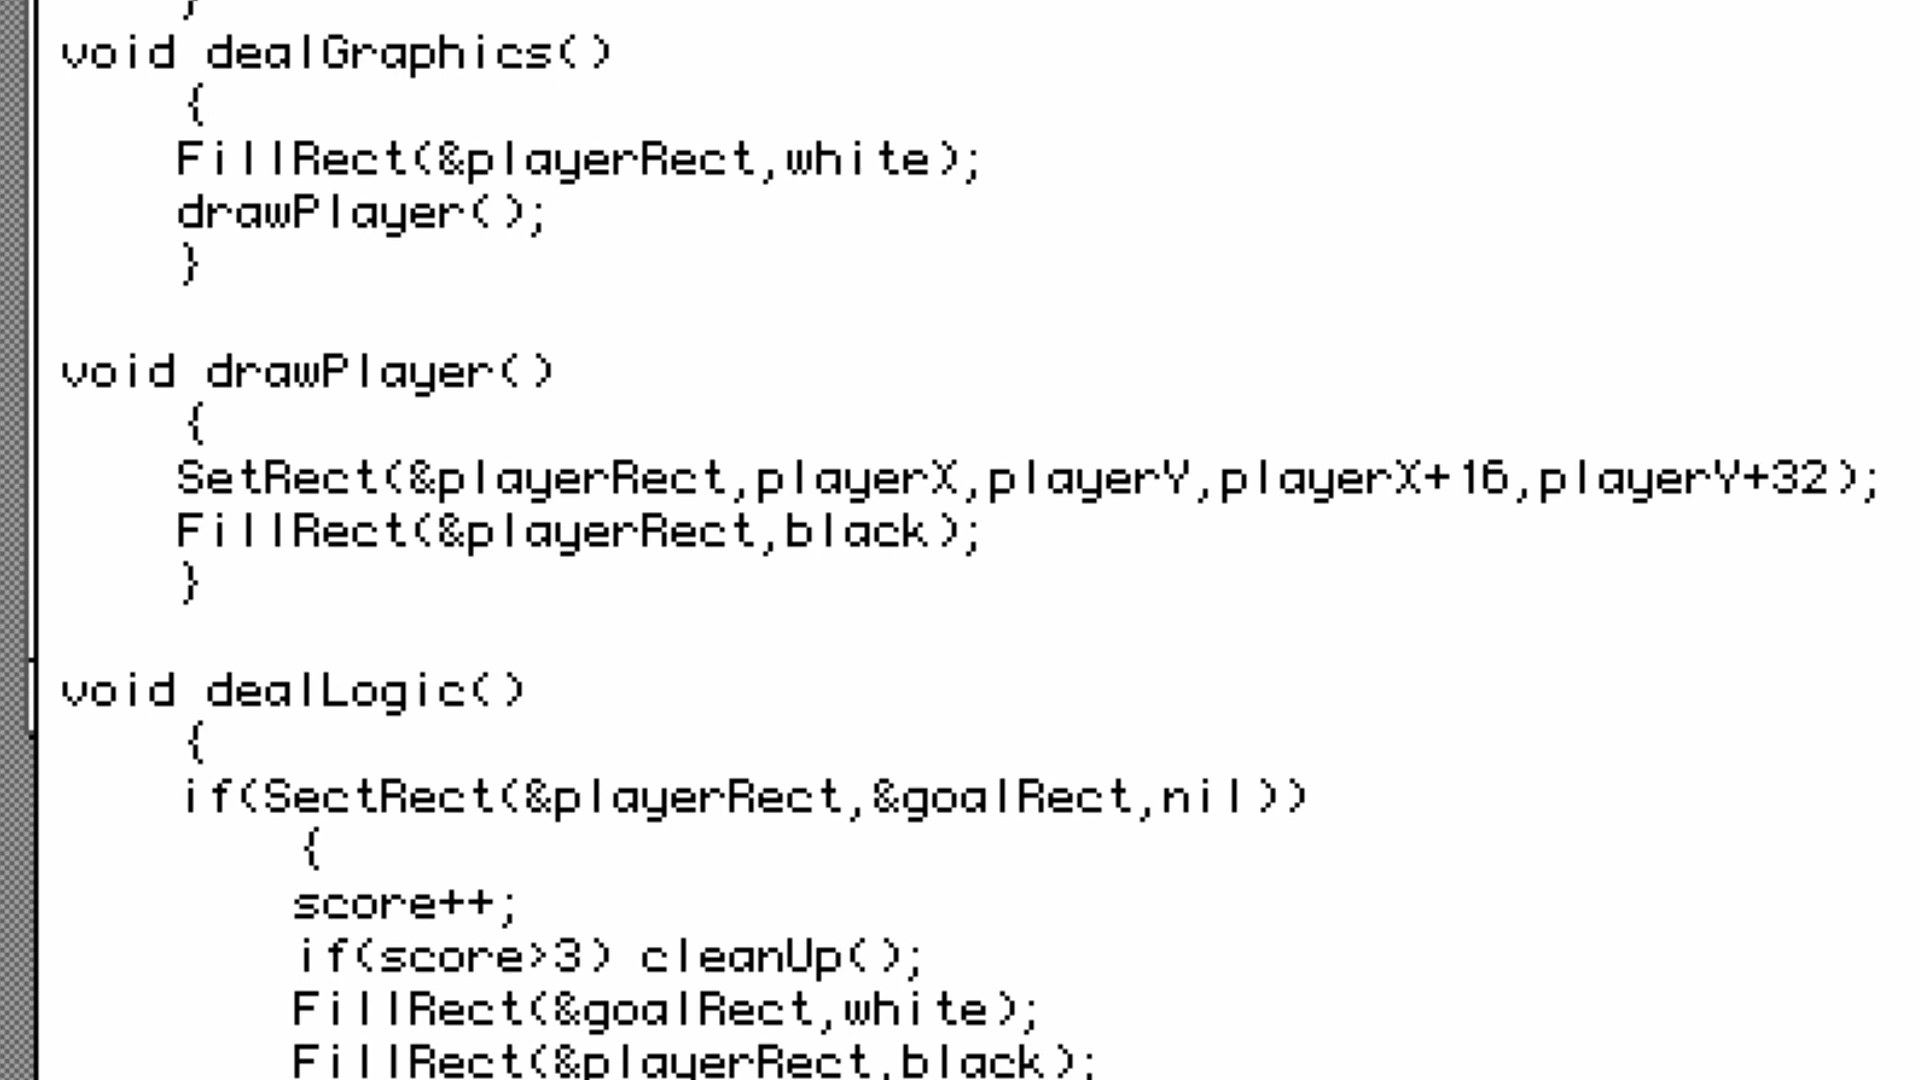 }
void dealGraphics()
{
FillRect(&playerRect,white);
drawPlayer();
}
void drawPlayer()
{
SetRect(&playerRect,playerX,playerY,playerX+16,playerY+32);
FillRect(&playerRect,black);
}
void dealLogic()
{
if(SectRect(&playerRect,&goalRect,nil))
{
score++;
if(score>3) cleanUp();
FillRect(&goalRect,white);
FillRect(&playerRect,black);